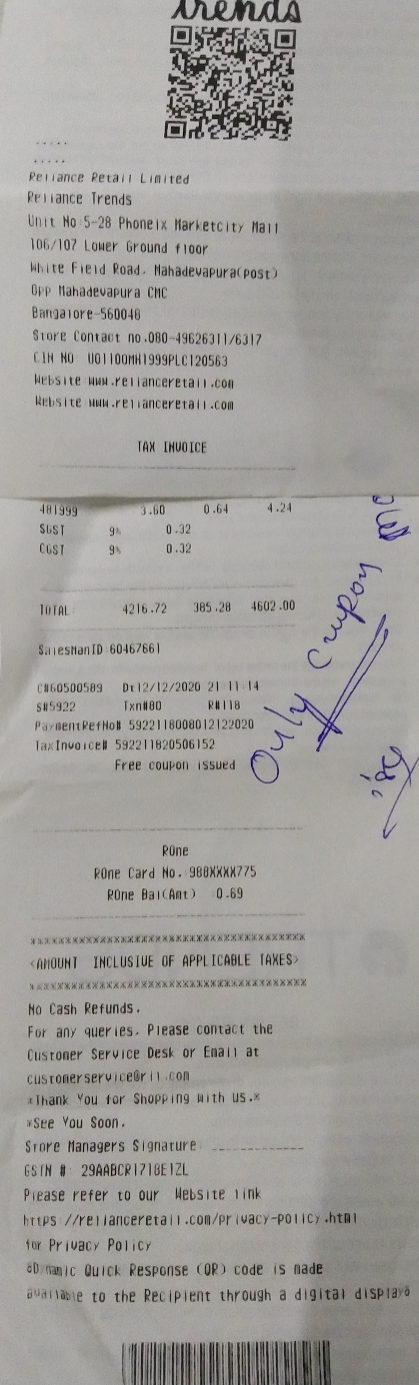 trends
.....
.....
Reliance Retail Limited
Reliance Trends
Unit No 5-28 Phoneix Marketcity Mall
106/107 Lower Ground floor
White Field Road. Mahadevapura(post)
Opp Mahadevapura CMC
Bangalore-560048
Store Contact no.080-49626311/6317
CIN NO U01100MH1999PLC120563
Website www.relianceretail.com
Website www.relianceretail.com
TAX INVOICE
481999 3.60 0.64 4.24
SGST 9% 0.32
CGST 9% 0.32
TOTAL 4216.72 385.28 4602.00
SalesManID 60467661
C#60500589 Dt12/12/2020 21 11 14
S#5922 Txn#80 R#118
PaymentRefNo# 5922118008012122020
TaxInvoice# 592211820506152
Free coupon issued
Only Coupon
ROne
ROne Card No. 988XXXX775
ROne Bal(Amt) 0.69
<AMOUNT INCLUSIVE OF APPLICABLE TAXES>
No Cash Refunds.
For any queries. Please contact the
Customer Service Desk or Email at
customerservice@ril.com
*Thank You for Shopping with us.*
*See You Soon.
Store Managers Signature ____________
GSTN # 29AABCR1718E1ZL
Please refer to our Website link
https://relianceretail.com/privacy-policy.html
for Privacy Policy
Dynamic Quick Response (QR) code is made
available to the Recipient through a digital display